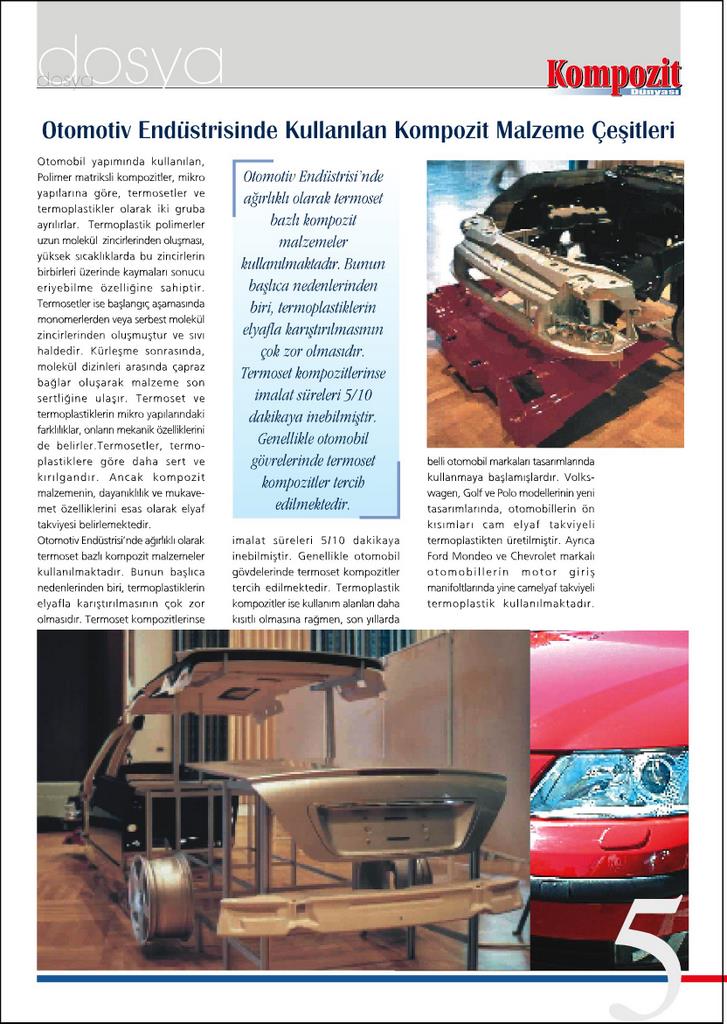 dosya
dosya
Kompozit
Dünyası
Otomotiv Endüstrisinde Kullanılan Kompozit Malzeme Çeşitleri
Otomobil yapımında kullanılan,
Polimer matriksli kompozitler, mikro
yapılarına göre, termosetler ve
termoplastikler olarak iki gruba
ayrılırlar. Termoplastik polimerler
uzun molekül zincirlerinden oluşması,
yüksek sıcaklıklarda bu zincirlerin
birbirleri üzerinde kaymaları sonucu
eriyebilme özelliğine sahiptir.
Termosetler ise başlangıç aşamasında
monomerlerden veya serbest molekül
zincirlerinden oluşmuştur ve sıvı
haldedir. Kürleşme sonrasında,
molekül dizinleri arasında çapraz
bağlar oluşarak malzeme son
sertliğine ulaşır. Termoset ve
termoplastiklerin mikro yapılarındaki
farklılıklar, onların mekanik özelliklerini
de belirler.Termosetler, termo-
plastiklere göre daha sert ve
kırılgandır. Ancak kompozit
malzemenin, dayanıklılık ve mukave-
met özelliklerini esas olarak elyaf
takviyesi belirlemektedir.
Otomotiv Endüstrisi'nde ağırlıklı olarak
termoset bazlı kompozit malzemeler
kullanılmaktadır. Bunun başlıca
nedenlerinden biri, termoplastiklerin
elyafla karıştırılmasının çok zor
olmasıdır. Termoset kompozitlerinse
Otomotiv Endüstrisi'nde
ağırlıklı olarak termoset
bazlı kompozit
malzemeler
kullanılmaktadır. Bunun
başlıca nedenlerinden
biri, termoplastiklerin
elyafla karıştırılmasının
çok zor olmasıdır.
Termoset kompozitlerinse
imalat süreleri 5/10
dakikaya inebilmiştir.
Genellikle otomobil
gövrelerinde termoset
kompozitler tercih
edilmektedir.
imalat süreleri 5/10 dakikaya
inebilmiştir. Genellikle otomobil
gövdelerinde termoset kompozitler
tercih edilmektedir. Termoplastik
kompozitler ise kullanım alanları daha
kısıtlı olmasına rağmen, son yıllarda
belli otomobil markaları tasarımlarında
kullanmaya başlamışlardır. Volks-
wagen, Golf ve Polo modellerinin yeni
tasarımlarında, otomobillerin ön
kısımları cam elyaf takviyeli
termoplastikten üretilmiştir. Ayrıca
Ford Mondeo ve Chevrolet markalı
otomobillerin motor giriş
manifoltlarında yine camelyaf takviyeli
termoplastik kullanılmaktadır.
5